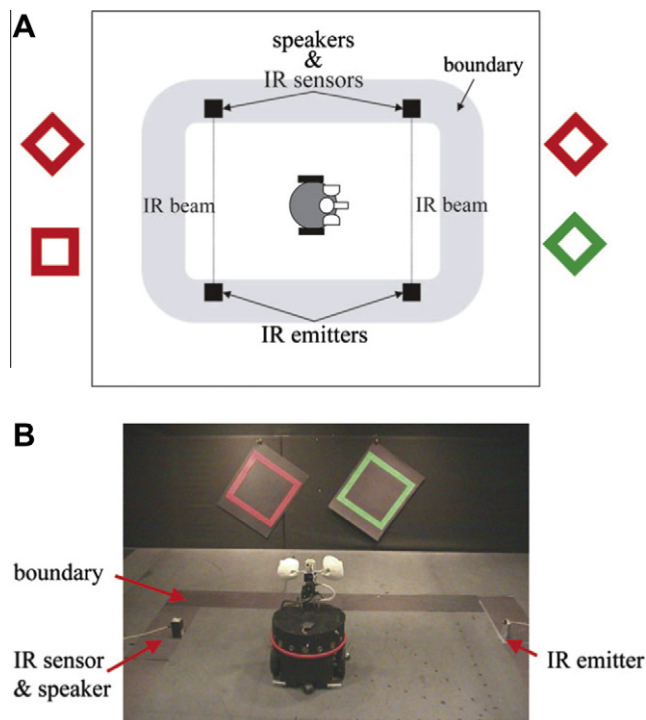 A
speakers
&
IR sensors
boundary
IR beam
IR beam
IR emitters
B
boundary
IR sensor
& speaker
IR emitter